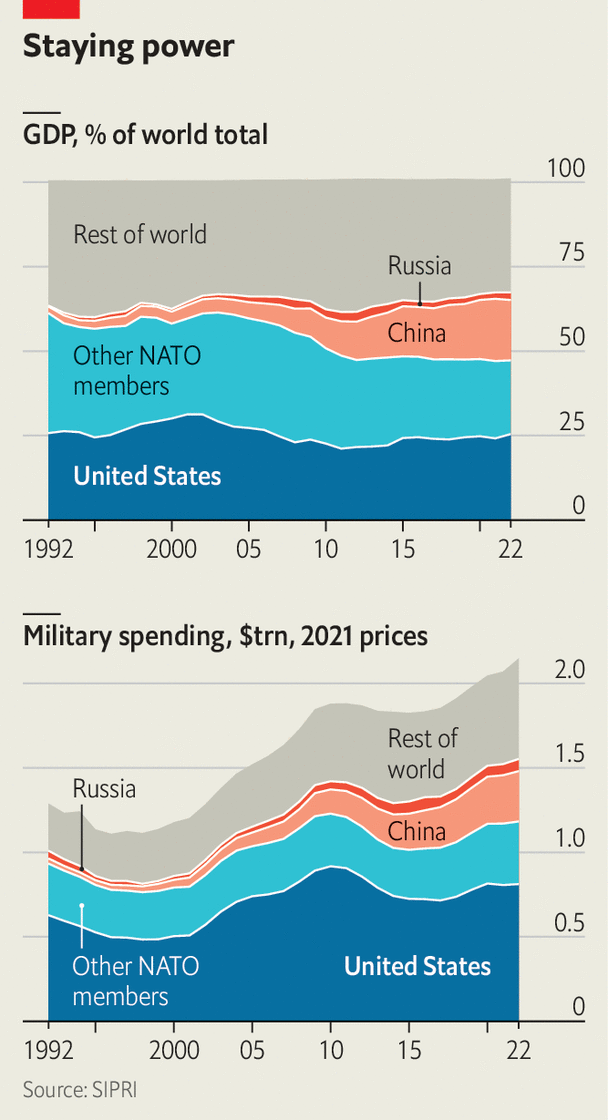 Staying power
GDP, % of world total
100
Rest of world
75
Russia
China
50
Other NATO
members
25
United States
0
1992 2000 05 10 15 22
Military spending, $trn, 2021 prices
2.0
Rest of
world
1.5
Russia
China
1.0
0.5
Other NATO
members
United States
0
1992 2000 05 10 15 22
Source: SIPRI